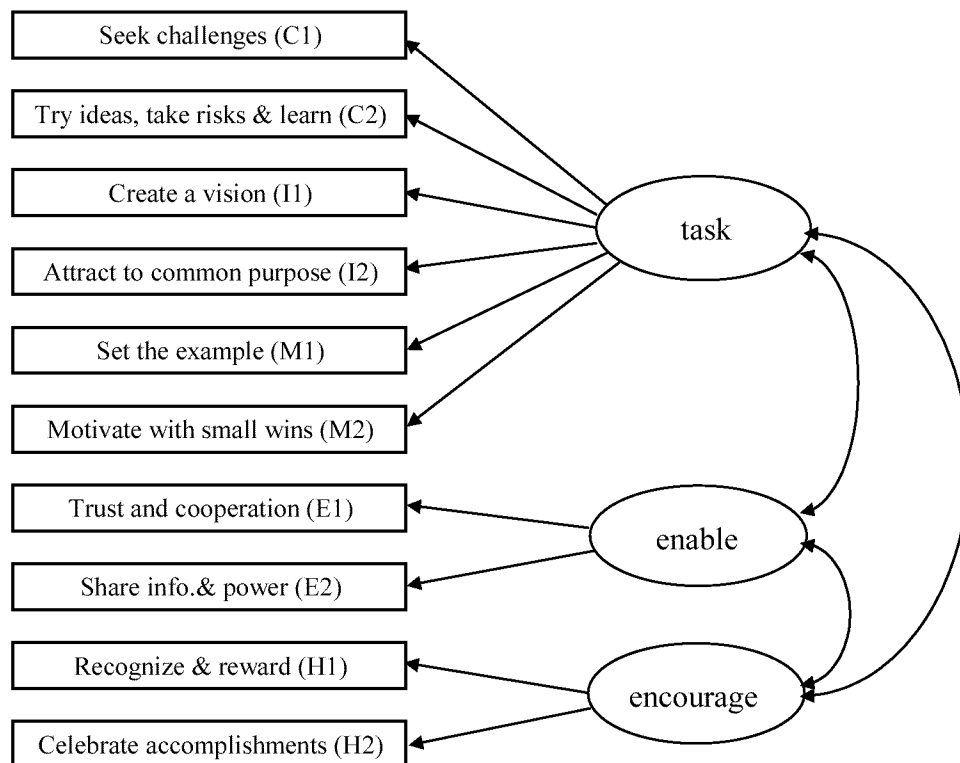 Seek challenges (C1)
Try ideas, take risks & learn (C2)
Create a vision (I1)
Attract to common purpose (I2)
Set the example (M1)
Motivate with small wins (M2)
Trust and cooperation (E1)
Share info.& power (E2)
Recognize & reward (H1)
Celebrate accomplishments (H2)
task
enable
encourage